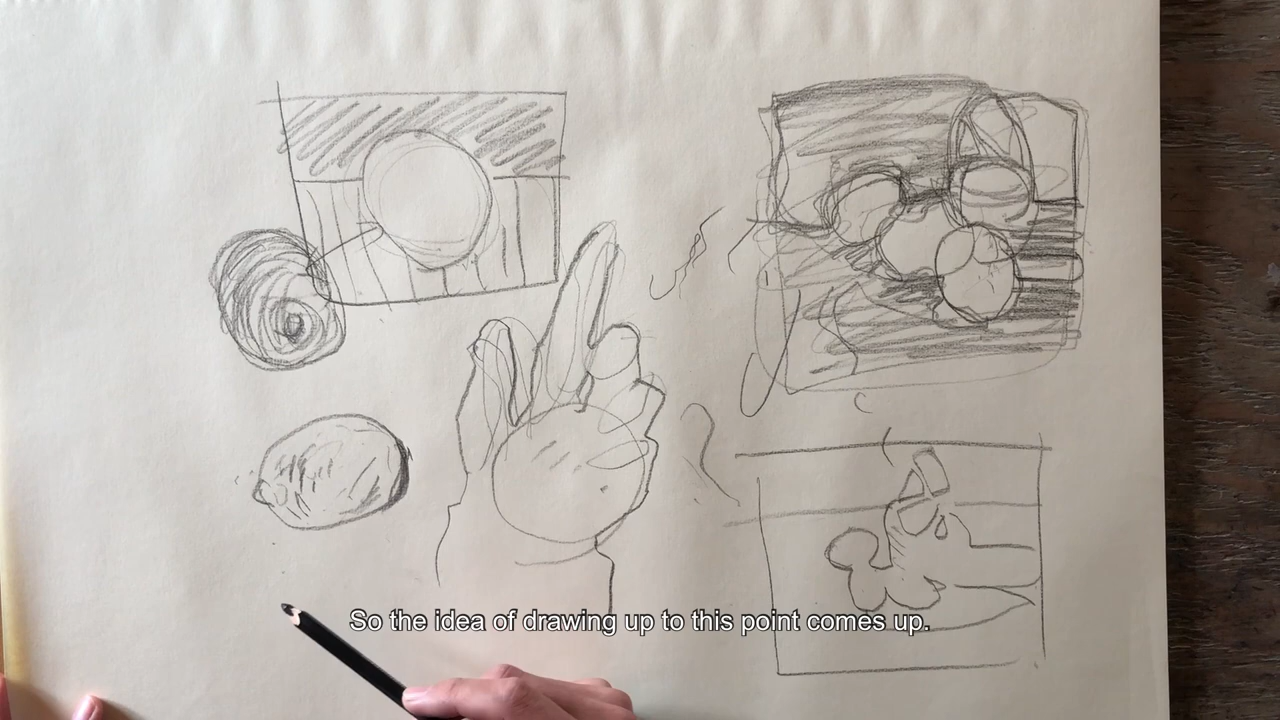 So the idea of drawing up to this point comes up.